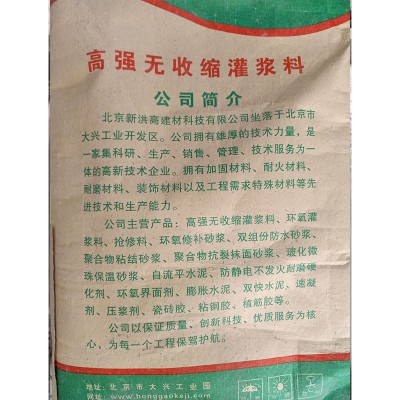 高强无收缩灌浆料
公司简介
北京新洪高建材科技有限公司坐落于北京市
大兴工业开发区。公司拥有雄厚的技术力量，是
一家集科研、生产、销售、管理、技术服务为一
体的高新技术企业。拥有加固材料、耐火材料、
耐磨材料、装饰材料以及工程需求特殊材料等先
进技术和生产能力。
公司主营产品：高强无收缩灌浆料、环氧灌
浆料、抢修料、环氧修补砂浆、双组份防水砂浆、
聚合物粘结砂浆、聚合物抗裂抹面砂浆、玻化微
珠保温砂浆、自流平水泥、防静电不发火耐磨硬
化剂、环氧界面剂、膨胀水泥、双快水泥、速凝
剂、压浆剂、瓷砖胶、粘钢胶、植筋胶等。
公司以保证质量、创新科技、优质服务为核
心，为每一个工程保驾护航。
地址：北京市大兴工业园
网址：www.honggaokeji.com